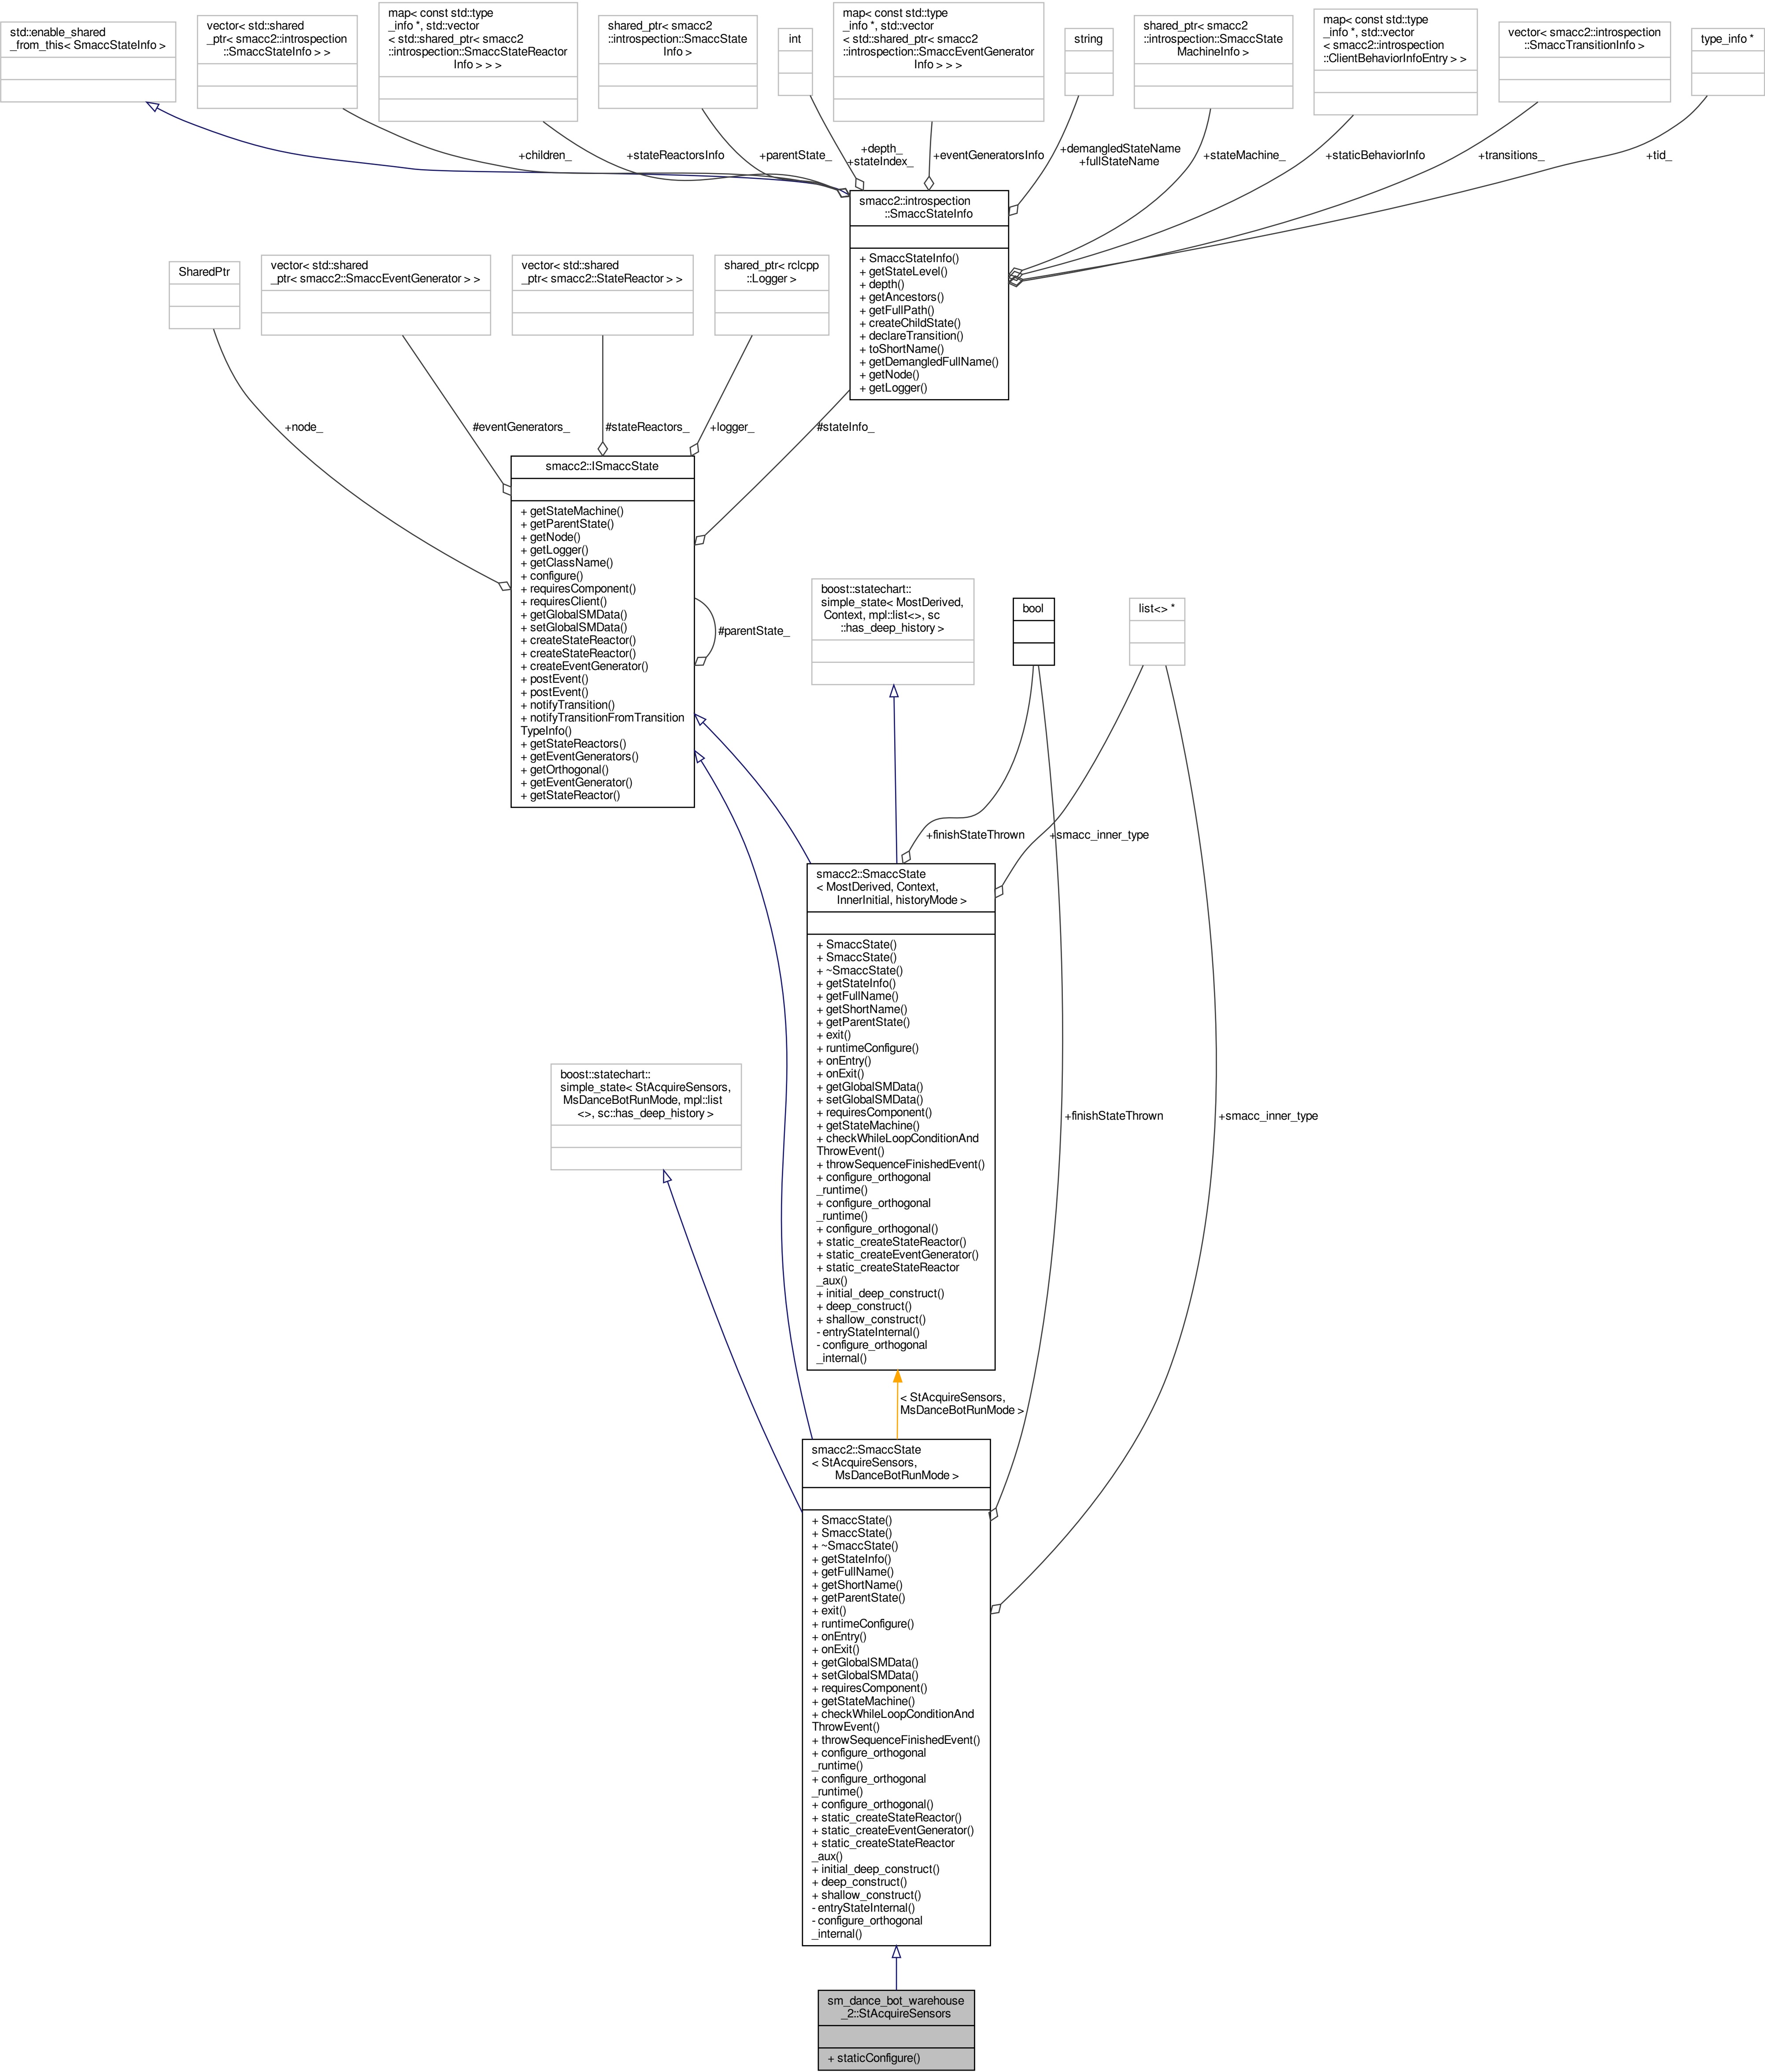 std::enable_shared
_from_this< SmaccStateInfo >
vector< std::shared
_ptr< smacc2::introspection
::SmaccStateInfo > >
map< const std::type
_info *, std::vector
< std::shared_ptr< smacc2
::introspection::SmaccStateReactor
Info > > >
shared_ptr< smacc2
::introspection::SmaccState
Info >
int
map< const std::type
_info *, std::vector
< std::shared_ptr< smacc2
::introspection::SmaccEventGenerator
Info > > >
string
shared_ptr< smacc2
::introspection::SmaccState
MachineInfo >
map< const std::type
_info *, std::vector
< smacc2::introspection
::ClientBehaviorInfoEntry > >
vector< smacc2::introspection
::SmaccTransitionInfo >
type_info *
+children_
+stateReactorsInfo
+parentState_
+depth_
+stateIndex_
+eventGeneratorsInfo
+demangledStateName
+fullStateName
+stateMachine_
+staticBehaviorInfo
+transitions_
+tid_
smacc2::introspection
::SmaccStateInfo
+ SmaccStateInfo()
+ getStateLevel()
+ depth()
+ getAncestors()
+ getFullPath()
+ createChildState()
+ declareTransition()
+ toShortName()
+ getDemangledFullName()
+ getNode()
+ getLogger()
SharedPtr
vector< std::shared
_ptr< smacc2::SmaccEventGenerator > >
vector< std::shared
_ptr< smacc2::StateReactor > >
shared_ptr< rclcpp
::Logger >
+node_
#eventGenerators_
#stateReactors_
+logger_
#stateInfo_
smacc2::ISmaccState
+ getStateMachine()
+ getParentState()
+ getNode()
+ getLogger()
+ getClassName()
+ configure()
+ requiresComponent()
+ requiresClient()
+ getGlobalSMData()
+ setGlobalSMData()
+ createStateReactor()
+ createStateReactor()
+ createEventGenerator()
+ postEvent()
+ postEvent()
+ notifyTransition()
+ notifyTransitionFromTransition
TypeInfo()
+ getStateReactors()
+ getEventGenerators()
+ getOrthogonal()
+ getEventGenerator()
+ getStateReactor()
#parentState_
boost::statechart::
simple_state< MostDerived,
Context, mpl::list<>, sc
::has_deep_history >
bool
list<> *
+finishStateThrown
+smacc_inner_type
smacc2::SmaccState
< MostDerived, Context,
InnerInitial, historyMode >
+ SmaccState()
+ SmaccState()
+ ~SmaccState()
+ getStateInfo()
+ getFullName()
+ getShortName()
+ getParentState()
+ exit()
+ runtimeConfigure()
+ onEntry()
+ onExit()
+ getGlobalSMData()
+ setGlobalSMData()
+ requiresComponent()
+ getStateMachine()
+ checkWhileLoopConditionAnd
ThrowEvent()
+ throwSequenceFinishedEvent()
+ configure_orthogonal
_runtime()
+ configure_orthogonal
_runtime()
+ configure_orthogonal()
+ static_createStateReactor()
+ static_createEventGenerator()
+ static_createStateReactor
_aux()
+ initial_deep_construct()
+ deep_construct()
+ shallow_construct()
- entryStateInternal()
- configure_orthogonal
_internal()
boost::statechart::
simple_state< StAcquireSensors,
MsDanceBotRunMode, mpl::list
<>, sc::has_deep_history >
+finishStateThrown
+smacc_inner_type
< StAcquireSensors,
MsDanceBotRunMode >
smacc2::SmaccState
< StAcquireSensors,
MsDanceBotRunMode >
+ SmaccState()
+ SmaccState()
+ ~SmaccState()
+ getStateInfo()
+ getFullName()
+ getShortName()
+ getParentState()
+ exit()
+ runtimeConfigure()
+ onEntry()
+ onExit()
+ getGlobalSMData()
+ setGlobalSMData()
+ requiresComponent()
+ getStateMachine()
+ checkWhileLoopConditionAnd
ThrowEvent()
+ throwSequenceFinishedEvent()
+ configure_orthogonal
_runtime()
+ configure_orthogonal
_runtime()
+ configure_orthogonal()
+ static_createStateReactor()
+ static_createEventGenerator()
+ static_createStateReactor
_aux()
+ initial_deep_construct()
+ deep_construct()
+ shallow_construct()
- entryStateInternal()
- configure_orthogonal
_internal()
sm_dance_bot_warehouse
_2::StAcquireSensors
+ staticConfigure()